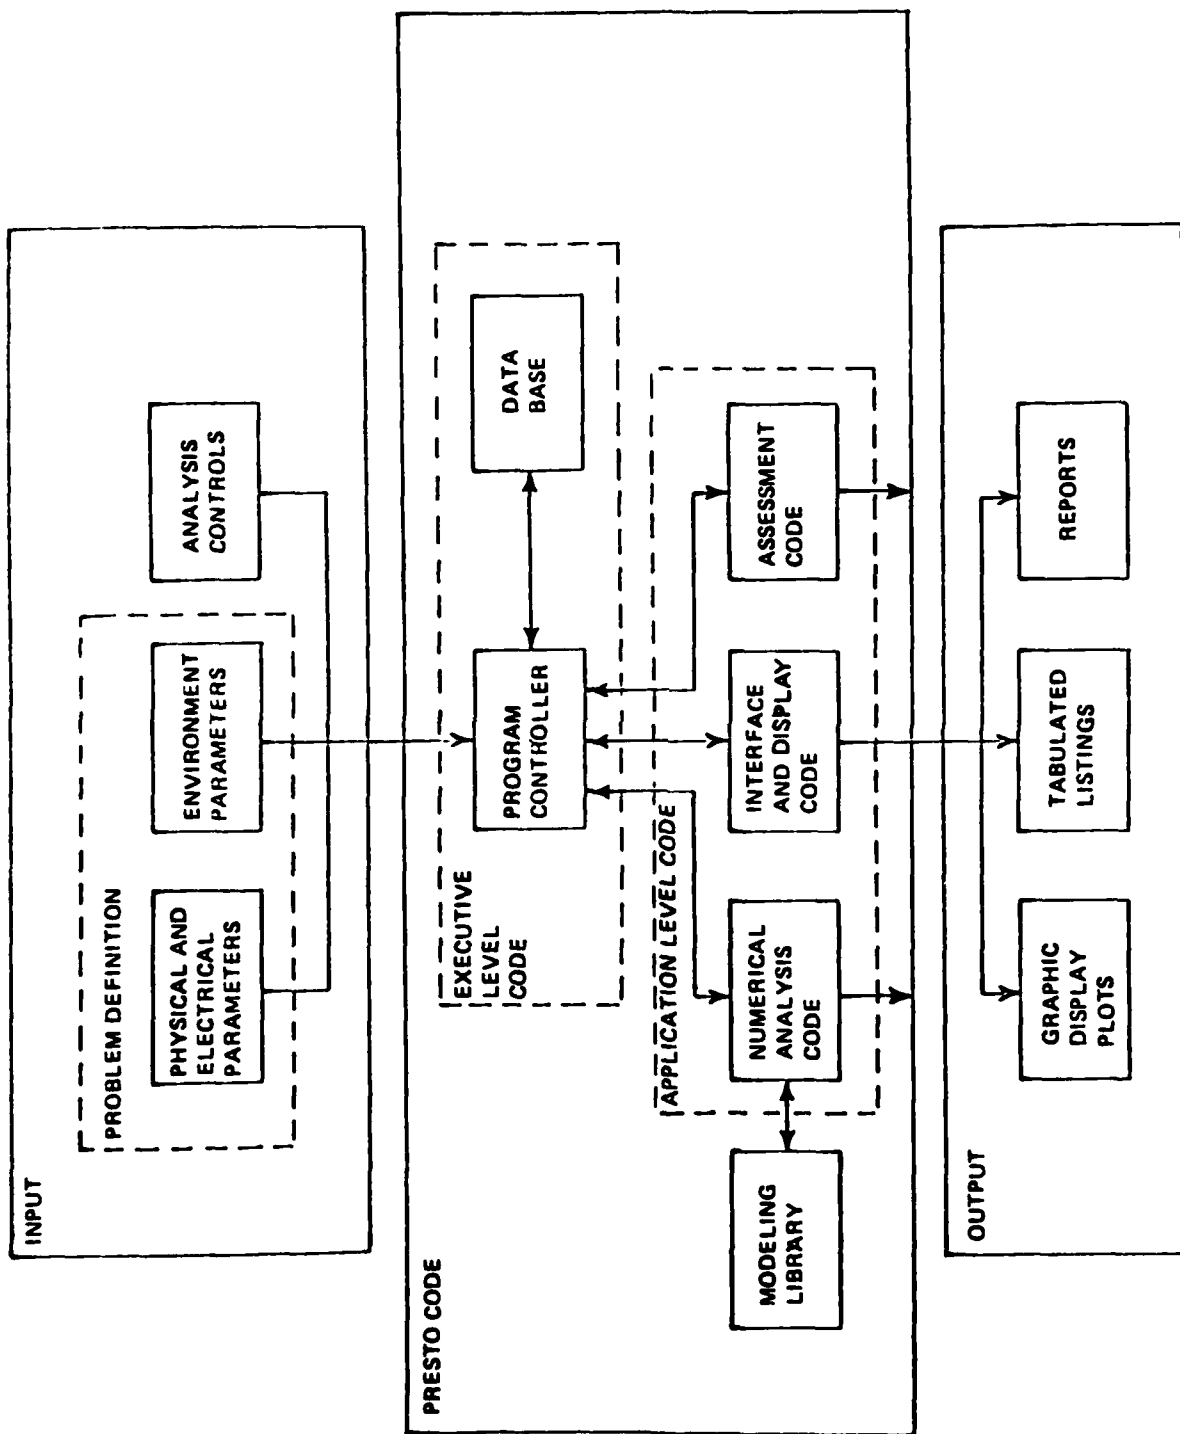 INPUT
PROBLEM DEFINITION
PHYSICAL AND
ELECTRICAL
PARAMETERS
ENVIRONMENT
PARAMETERS
ANALYSIS
CONTROLS
PRESTO CODE
EXECUTIVE
LEVEL
CODE
PROGRAM
CONTROLLER
DATA
BASE
APPLICATION LEVEL CODE
MODELING
LIBRARY
NUMERICAL
ANALYSIS
CODE
INTERFACE
AND DISPLAY
CODE
ASSESSMENT
CODE
OUTPUT
GRAPHIC
DISPLAY
PLOTS
TABULATED
LISTINGS
REPORTS